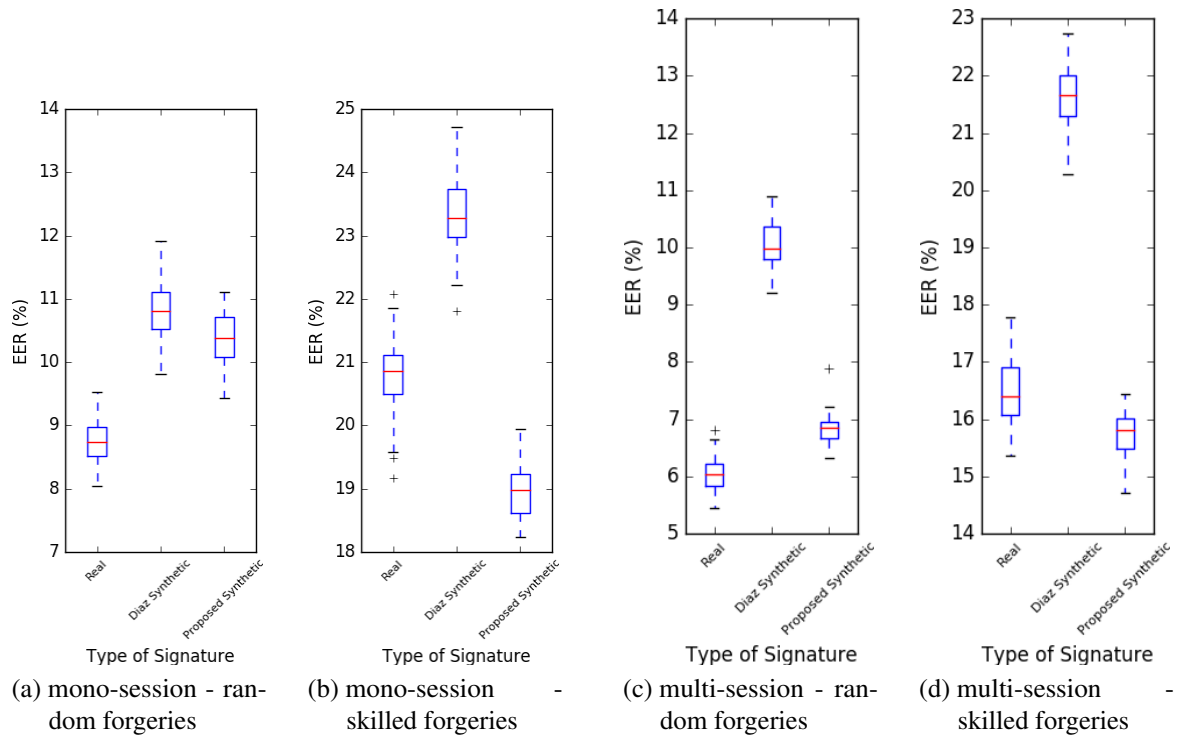 14
13
12
11
10
9
8
7
EER (%)
Real
Diaz Synthetic
Proposed Synthetic
Type of Signature
(a) mono-session - ran-
dom forgeries
25
24
23
22
21
20
19
18
EER (%)
Real
Diaz Synthetic
Proposed Synthetic
Type of Signature
(b) mono-session -
skilled forgeries
14
13
12
11
10
9
8
7
6
5
EER (%)
Real
Diaz Synthetic
Proposed Synthetic
Type of Signature
(c) multi-session - ran-
dom forgeries
23
22
21
20
19
18
17
16
15
14
EER (%)
Real
Diaz Synthetic
Proposed Synthetic
Type of Signature
(d) multi-session -
skilled forgeries